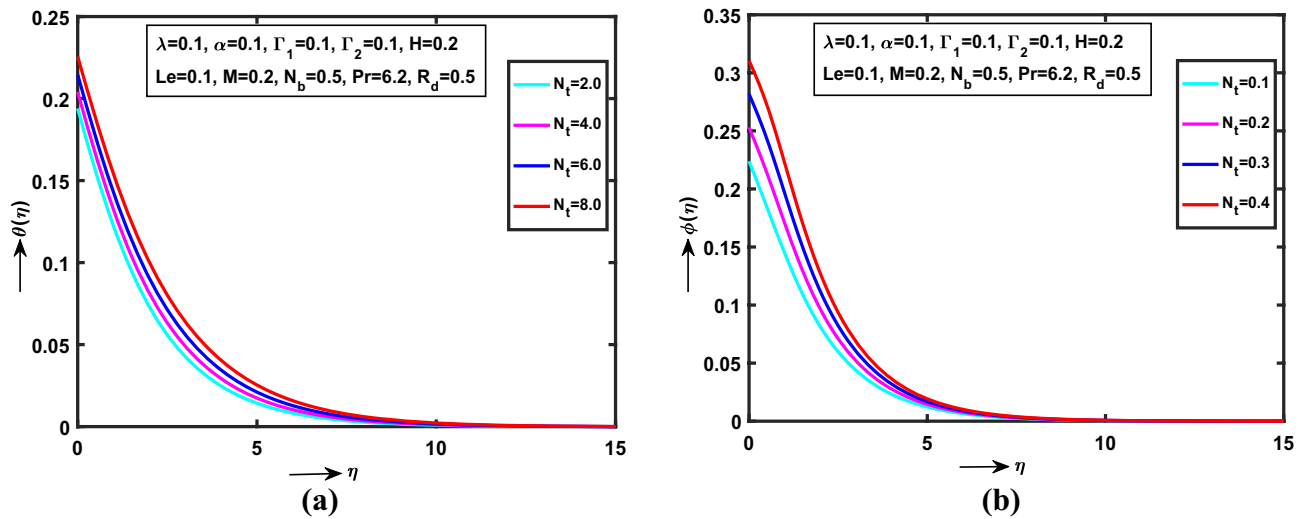 0.25
0.2
0.15
0.1
0.05
0
0
5
10
15
λ=0.1, α=0.1, Γ1=0.1, Γ2=0.1, H=0.2
Le=0.1, M=0.2, Nb=0.5, Pr=6.2, Rd=0.5
Nt=2.0
Nt=4.0
Nt=6.0
Nt=8.0
θ(η)
η
(a)
0.35
0.3
0.25
0.2
0.15
0.1
0.05
0
0
5
10
15
λ=0.1, α=0.1, Γ1=0.1, Γ2=0.1, H=0.2
Le=0.1, M=0.2, Nb=0.5, Pr=6.2, Rd=0.5
Nt=0.1
Nt=0.2
Nt=0.3
Nt=0.4
ϕ(η)
η
(b)